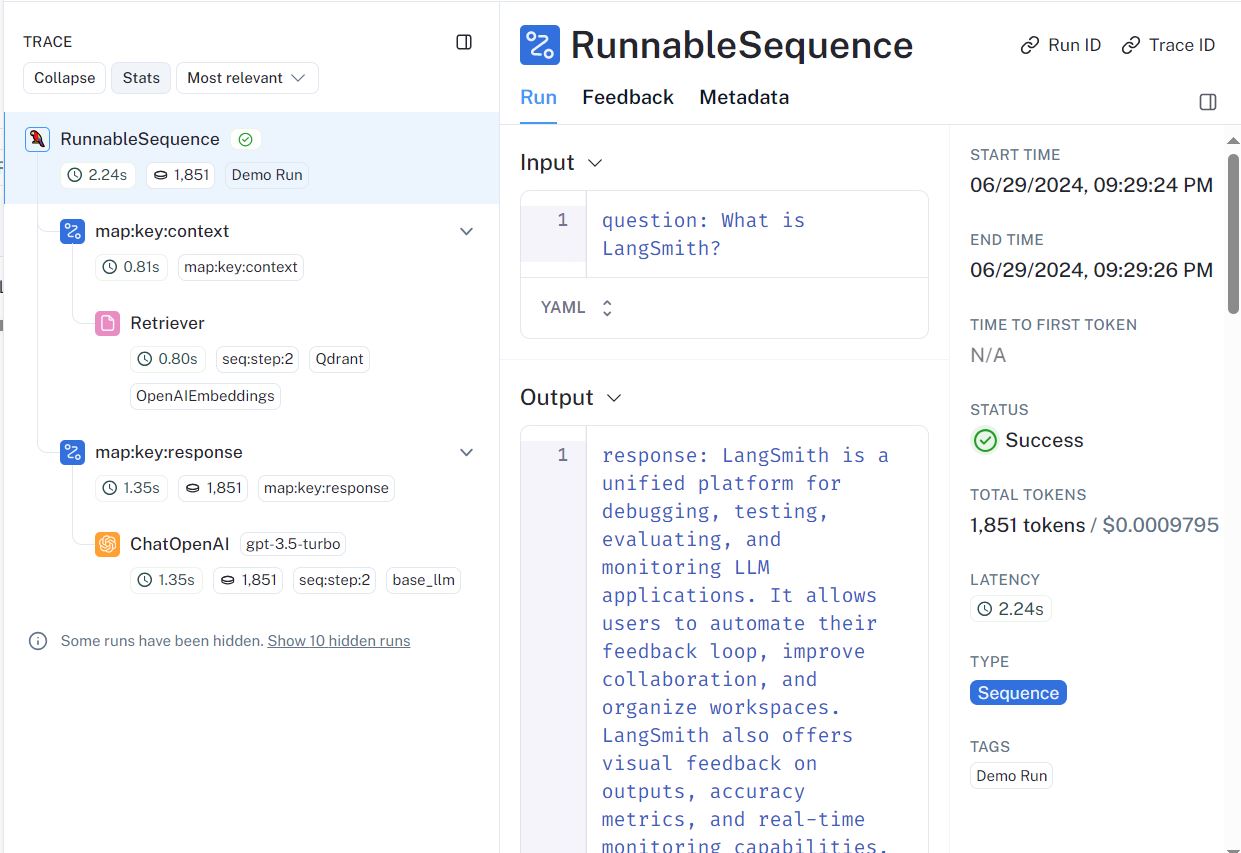 TRACE
Collapse Stats Most relevant
RunnableSequence
2.24s 1,851 Demo Run
map:key:context
0.81s map:key:context
Retriever
0.80s seq:step:2 Qdrant
OpenAIEmbeddings
map:key:response
1.35s 1,851 map:key:response
ChatOpenAI gpt-3.5-turbo
1.35s 1,851 seq:step:2 base_llm
Some runs have been hidden. Show 10 hidden runs
RunnableSequence
Run ID Trace ID
Run Feedback Metadata
Input
1 question: What is
LangSmith?
YAML
Output
1 response: LangSmith is a
unified platform for
debugging, testing,
evaluating, and
monitoring LLM
applications. It allows
users to automate their
feedback loop, improve
collaboration, and
organize workspaces.
LangSmith also offers
visual feedback on
outputs, accuracy
metrics, and real-time
monitoring capabilities.
START TIME
06/29/2024, 09:29:24 PM
END TIME
06/29/2024, 09:29:26 PM
TIME TO FIRST TOKEN
N/A
STATUS
Success
TOTAL TOKENS
1,851 tokens / $0.0009795
LATENCY
2.24s
TYPE
Sequence
TAGS
Demo Run